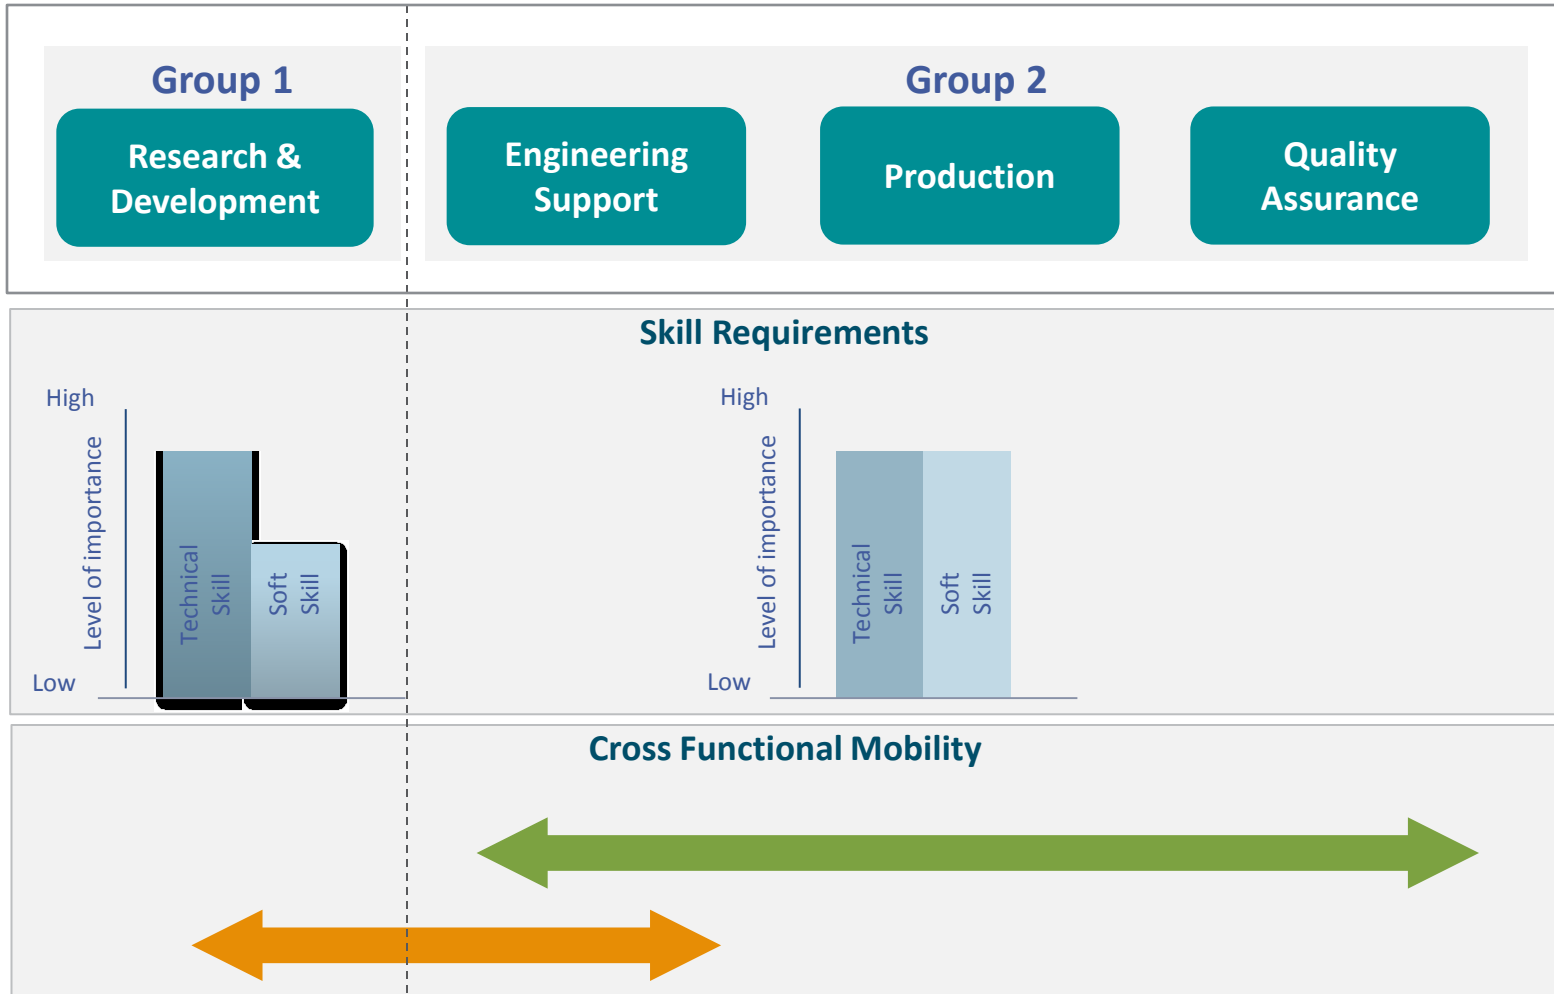 Group 1
Group 2
Research &
Development
Engineering
Support
Production
Quality
Assurance
Skill Requirements
High
Level of importance
Technical
Skill
Soft
Skill
Low
High
Level of importance
Technical
Skill
Soft
Skill
Low
Cross Functional Mobility